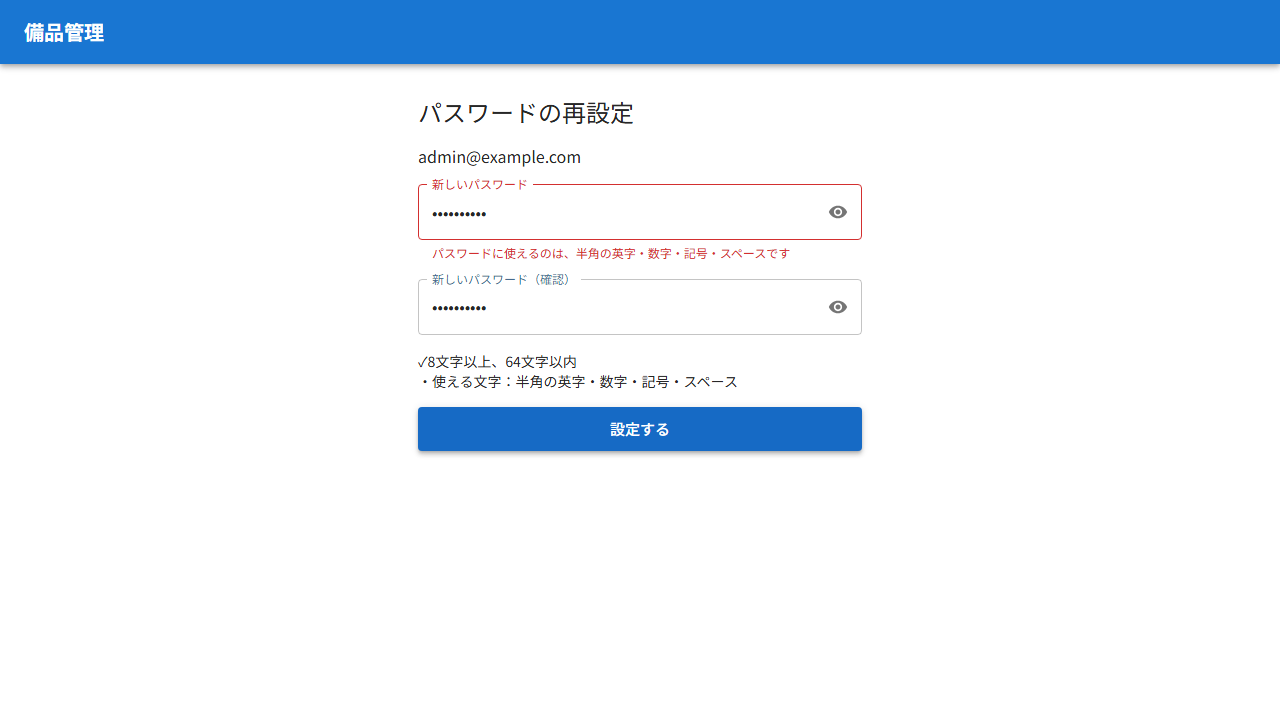 備品管理
パスワードの再設定
admin@example.com
新しいパスワード
••••••••••
パスワードに使えるのは、半角の英字・数字・記号・スペースです
新しいパスワード（確認）
••••••••••
✓8文字以上、64文字以内
・使える文字：半角の英字・数字・記号・スペース
設定する